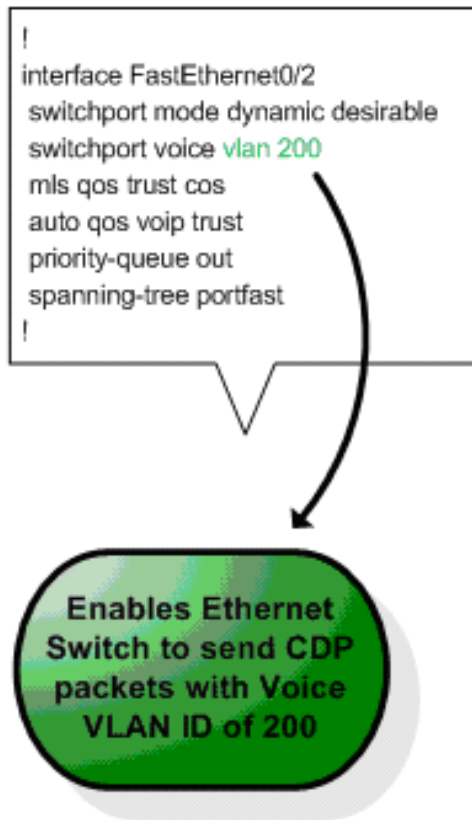 !
interface FastEthernet0/2
switchport mode dynamic desirable
switchport voice vlan 200
mls qos trust cos
auto qos voip trust
priority-queue out
spanning-tree portfast
!
Enables Ethernet
Switch to send CDP
packets with Voice
VLAN ID of 200